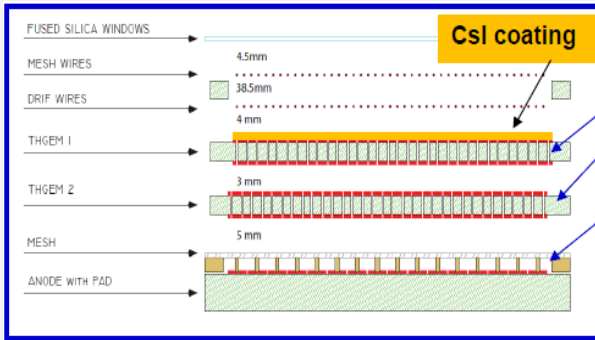 FUSED SILICA WINDOWS
CsI coating
4.5mm
MESH WIRES
38.5mm
DRIF WIRES
4 mm
THGEM 1
3 mm
THGEM 2
5 mm
MESH
ANODE WITH PAD